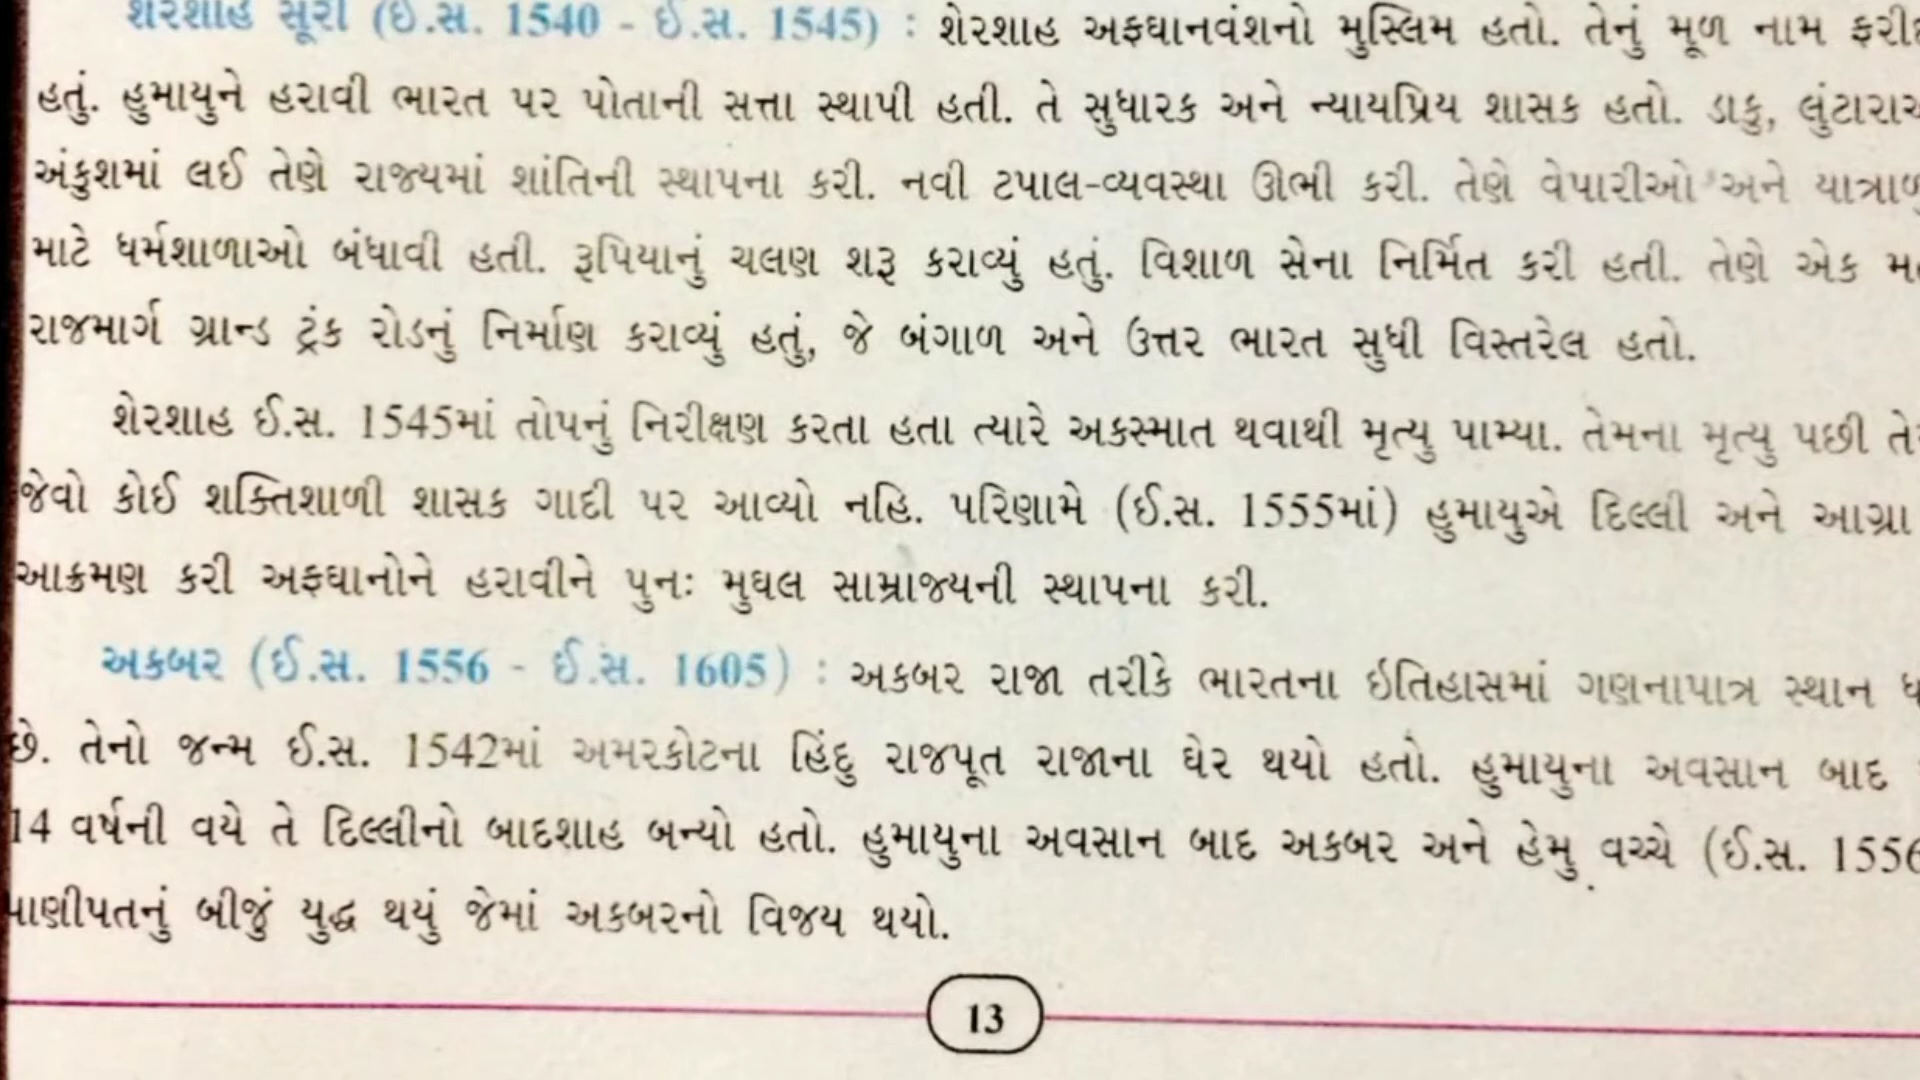 શેરશાહ સૂરી (ઈ.સ. 1540 - ઈ.સ. 1545) : શેરશાહ અફઘાનવંશનો મુસ્લિમ હતો. તેનું મૂળ નામ
હતું. હુમાયુને હરાવી ભારત પર પોતાની સત્તા સ્થાપી હતી. તે સુધારક અને ન્યાયપ્રિય શાસક હતો. ડાકુ,
અંકુશમાં લઈ તેણે રાજ્યમાં શાંતિની સ્થાપના કરી. નવી ટપાલ-વ્યવસ્થા ઊભી કરી. તેણે વેપારીઓ અને
માટે ધર્મશાળાઓ બંધાવી હતી. રૂપિયાનું ચલણ શરૂ કરાવ્યું હતું. વિશાળ સેના નિર્મિત કરી હતી. તેણે એક
રાજમાર્ગ ગ્રાન્ડ ટ્રંક રોડનું નિર્માણ કરાવ્યું હતું, જે બંગાળ અને ઉત્તર ભારત સુધી વિસ્તરેલ હતો.
શેરશાહ ઈ.સ. 1545માં તોપનું નિરીક્ષણ કરતા હતા ત્યારે અકસ્માત થવાથી મૃત્યુ પામ્યા. તેમના મૃત્યુ પછી
જેવો કોઈ શક્તિશાળી શાસક ગાદી પર આવ્યો નહિ. પરિણામે (ઈ.સ. 1555માં) હુમાયુએ દિલ્લી અને આગ્રા
આક્રમણ કરી અફઘાનોને હરાવીને પુનઃ મુઘલ સામ્રાજ્યની સ્થાપના કરી.
અકબર (ઈ.સ. 1556 - ઈ.સ. 1605) : અકબર રાજા તરીકે ભારતના ઇતિહાસમાં ગણનાપાત્ર સ્થાન
છે. તેનો જન્મ ઈ.સ. 1542માં અમરકોટના હિંદુ રાજપૂત રાજાના ઘેર થયો હતો. હુમાયુના અવસાન બાદ
14 વર્ષની વયે તે દિલ્લીનો બાદશાહ બન્યો હતો. હુમાયુના અવસાન બાદ અકબર અને હેમુ વચ્ચે (ઈ.સ. 1556
પાણીપતનું બીજું યુદ્ધ થયું જેમાં અકબરનો વિજય થયો.
13